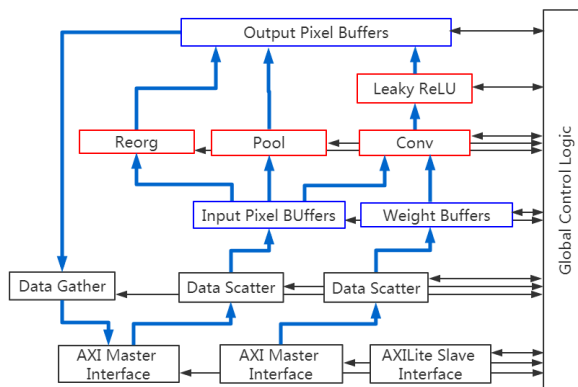 Output Pixel Buffers
Leaky ReLU
Reorg
Pool
Conv
Input Pixel BUffers
Weight Buffers
Data Gather
Data Scatter
Data Scatter
AXI Master
Interface
AXI Master
Interface
AXILite Slave
Interface
Global Control Logic